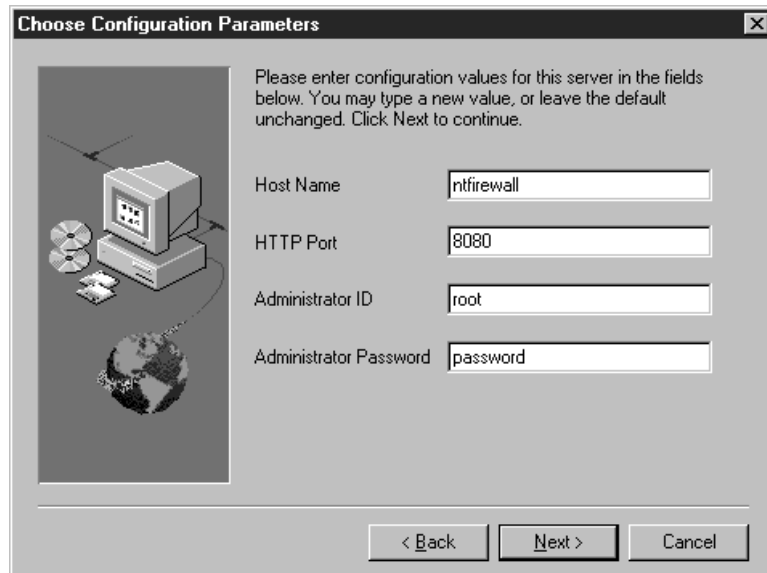 Choose Configuration Parameters
Please enter configuration values for this server in the fields
below. You may type a new value, or leave the default
unchanged. Click Next to continue.
Host Name ntfirewall
HTTP Port 8080
Administrator ID root
Administrator Password password
< Back Next > Cancel